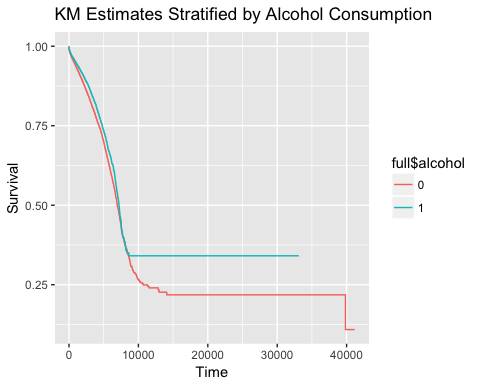 KM Estimates Stratified by Alcohol Consumption
1.00
0.75
0.50
0.25
Survival
0
10000
20000
30000
40000
Time
full$alcohol
0
1